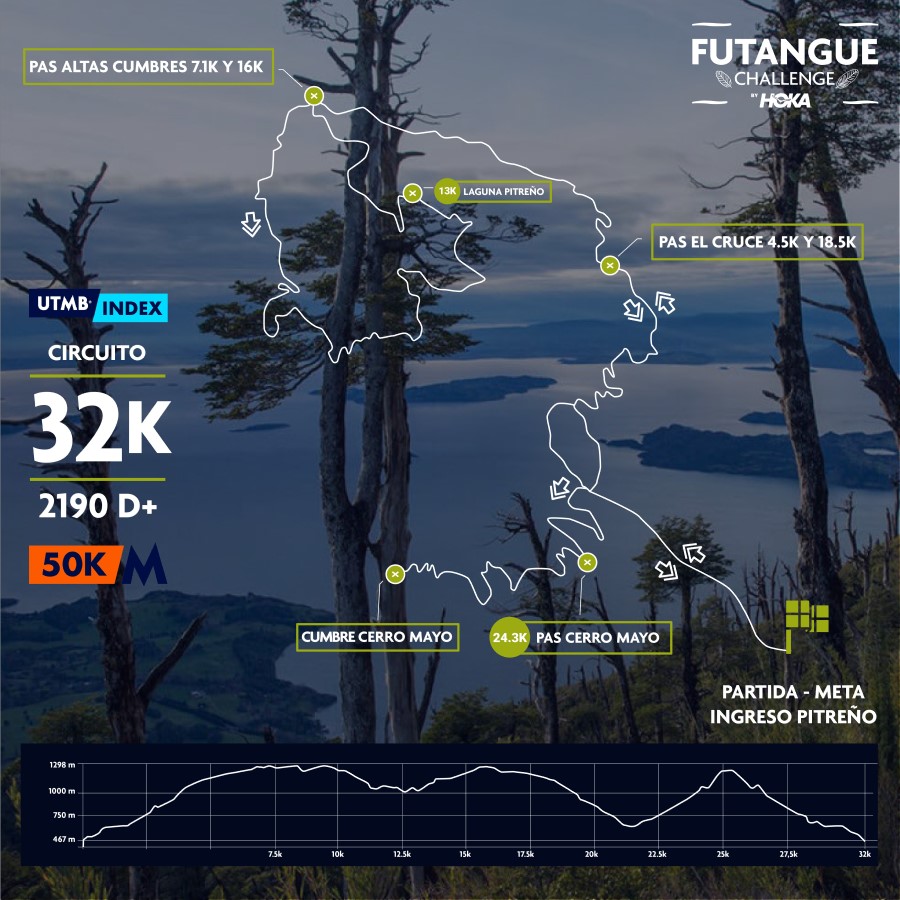 FUTANGUE
CHALLENGE
BY HOKA
PAS ALTAS CUMBRES 7.1K Y 16K
13K LAGUNA PITREÑO
PAS EL CRUCE 4.5K Y 18.5K
UTMB® INDEX
CIRCUITO
32K
2190 D+
50K M
CUMBRE CERRO MAYO
24.3K PAS CERRO MAYO
PARTIDA - META
INGRESO PITREÑO
1298 m
1000 m
750 m
467 m
7.5k 10k 12.5k 15k 17.5k 20k 22.5k 25k 27,5k 32k